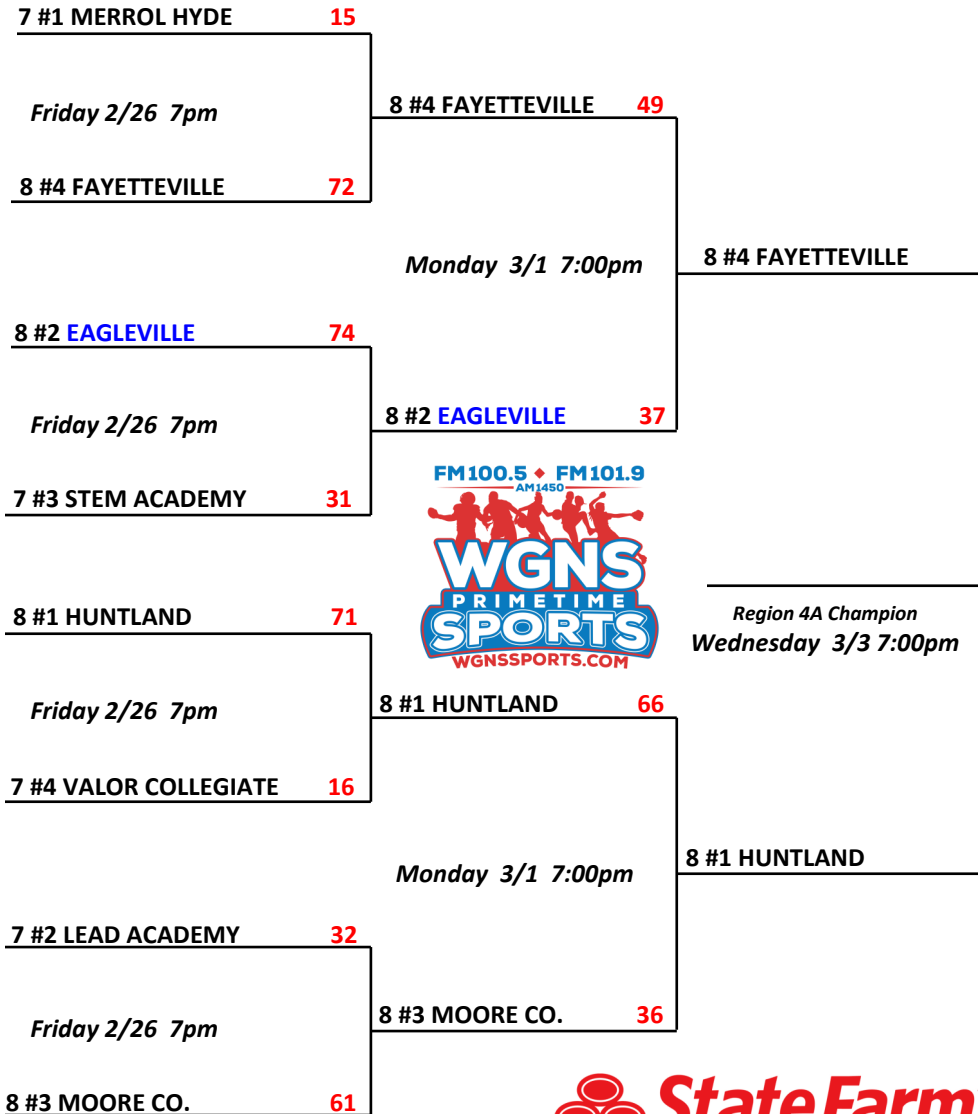 7 #1 MERROL HYDE 15
Friday 2/26 7pm
8 #4 FAYETTEVILLE 49
8 #4 FAYETTEVILLE 72
Monday 3/1 7:00pm
8 #4 FAYETTEVILLE
8 #2 EAGLEVILLE 74
Friday 2/26 7pm
8 #2 EAGLEVILLE 37
7 #3 STEM ACADEMY 31
FM100.5 ♦ FM101.9
AM1450
WGNS
PRIMETIME
SPORTS
WGNSSPORTS.COM
Region 4A Champion
Wednesday 3/3 7:00pm
8 #1 HUNTLAND 71
Friday 2/26 7pm
8 #1 HUNTLAND 66
7 #4 VALOR COLLEGIATE 16
Monday 3/1 7:00pm
8 #1 HUNTLAND
7 #2 LEAD ACADEMY 32
Friday 2/26 7pm
8 #3 MOORE CO. 36
8 #3 MOORE CO. 61
State Farm